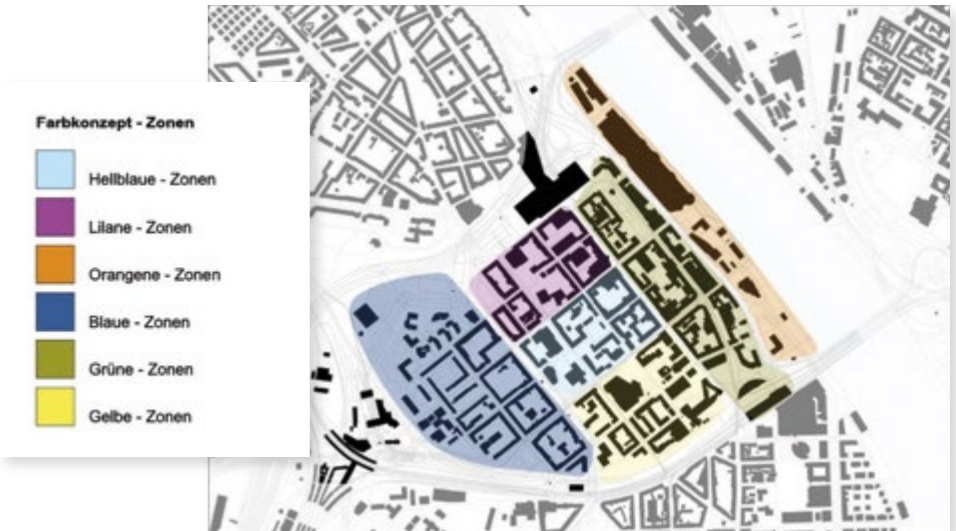 Farbkonzept - Zonen
Hellblaue - Zonen
Lilane - Zonen
Orangene - Zonen
Blaue - Zonen
Grüne - Zonen
Gelbe - Zonen